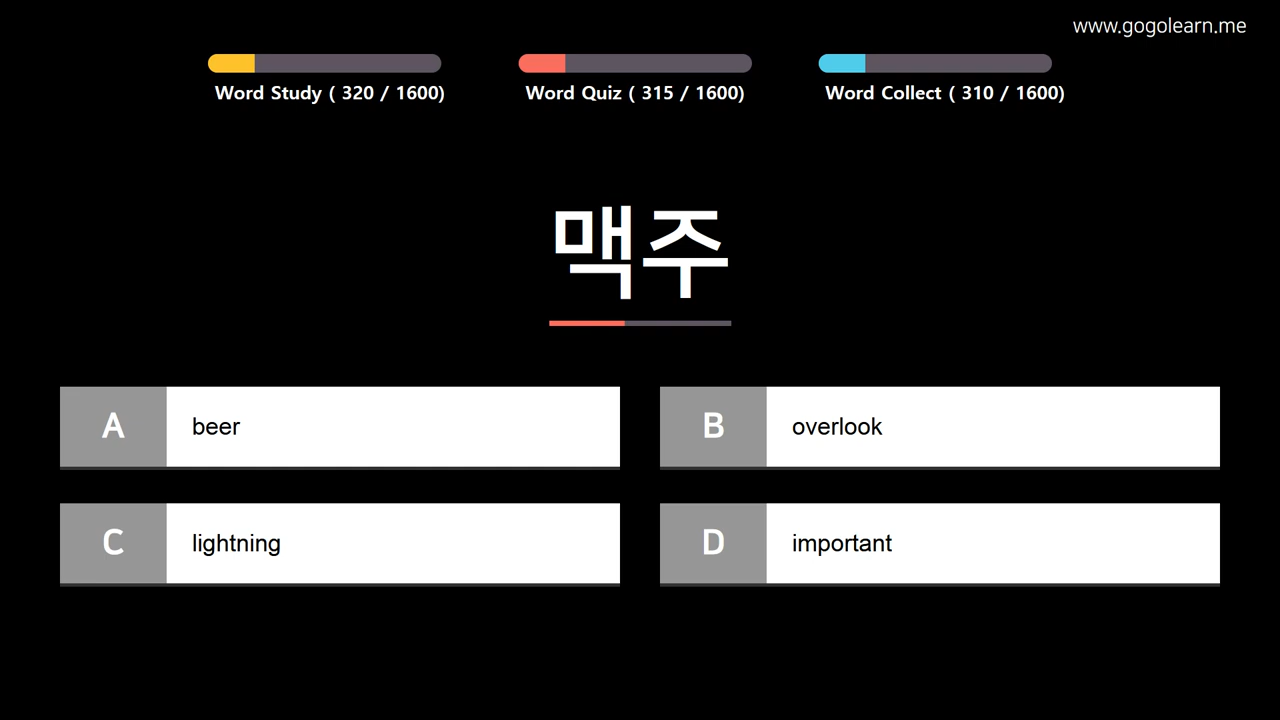 www.gogolearn.me
Word Study ( 320 / 1600)
Word Quiz ( 315 / 1600)
Word Collect ( 310 / 1600)
맥주
A beer
B overlook
C lightning
D important